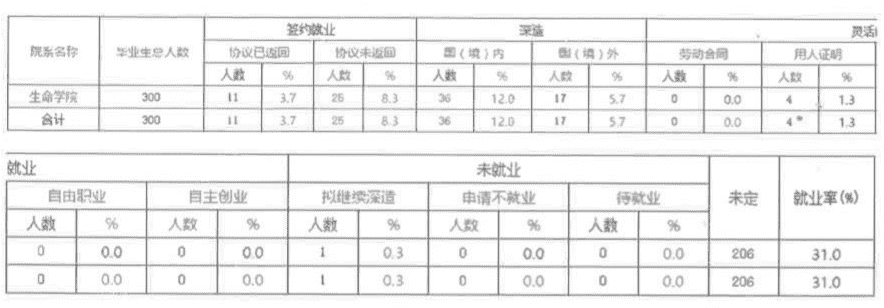 院系名称 毕业生总人数 签约就业 深造 灵活
协议已返回 协议未返回 国（境）内 国（境）外 劳动合同 用人证明
人数 % 人数 % 人数 % 人数 % 人数 % 人数 %
生命学院 300 11 3.7 25 8.3 36 12.0 17 5.7 0 0.0 4 1.3
合计 300 11 3.7 25 8.3 36 12.0 17 5.7 0 0.0 4 1.3
就业 未就业 未定 就业率(%)
自由职业 自主创业 拟继续深造 申请不就业 待就业
人数 % 人数 % 人数 % 人数 % 人数 %
0 0.0 0 0.0 1 0.3 0 0.0 0 0.0 206 31.0
0 0.0 0 0.0 1 0.3 0 0.0 0 0.0 206 31.0